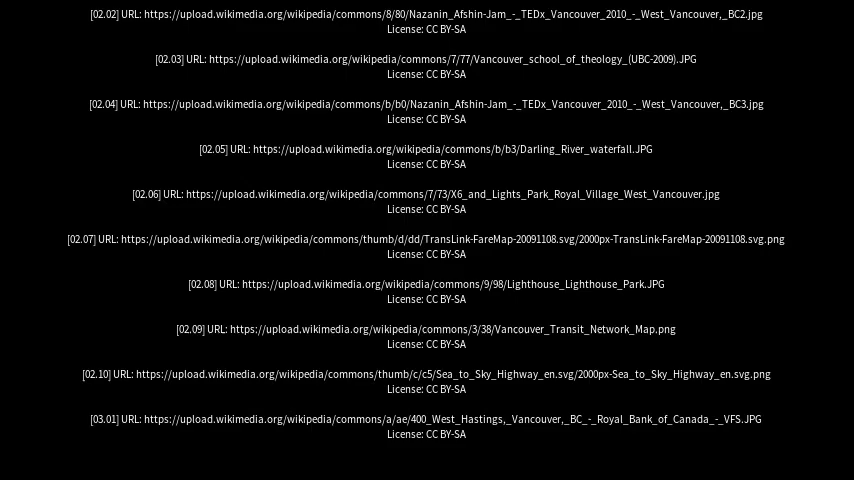 [02.02] URL: https://upload.wikimedia.org/wikipedia/commons/8/80/Nazanin_Afshin-Jam_-_TEDx_Vancouver_2010_-_West_Vancouver,_BC2.jpg
License: CC BY-SA
[02.03] URL: https://upload.wikimedia.org/wikipedia/commons/7/77/Vancouver_school_of_theology_(UBC-2009).JPG
License: CC BY-SA
[02.04] URL: https://upload.wikimedia.org/wikipedia/commons/b/b0/Nazanin_Afshin-Jam_-_TEDx_Vancouver_2010_-_West_Vancouver,_BC3.jpg
License: CC BY-SA
[02.05] URL: https://upload.wikimedia.org/wikipedia/commons/b/b3/Darling_River_waterfall.JPG
License: CC BY-SA
[02.06] URL: https://upload.wikimedia.org/wikipedia/commons/7/73/X6_and_Lights_Park_Royal_Village_West_Vancouver.jpg
License: CC BY-SA
[02.07] URL: https://upload.wikimedia.org/wikipedia/commons/thumb/d/dd/TransLink-FareMap-20091108.svg/2000px-TransLink-FareMap-20091108.svg.png
License: CC BY-SA
[02.08] URL: https://upload.wikimedia.org/wikipedia/commons/9/98/Lighthouse_Lighthouse_Park.JPG
License: CC BY-SA
[02.09] URL: https://upload.wikimedia.org/wikipedia/commons/3/38/Vancouver_Transit_Network_Map.png
License: CC BY-SA
[02.10] URL: https://upload.wikimedia.org/wikipedia/commons/thumb/c/c5/Sea_to_Sky_Highway_en.svg/2000px-Sea_to_Sky_Highway_en.svg.png
License: CC BY-SA
[03.01] URL: https://upload.wikimedia.org/wikipedia/commons/a/ae/400_West_Hastings,_Vancouver,_BC_-_Royal_Bank_of_Canada_-_VFS.JPG
License: CC BY-SA